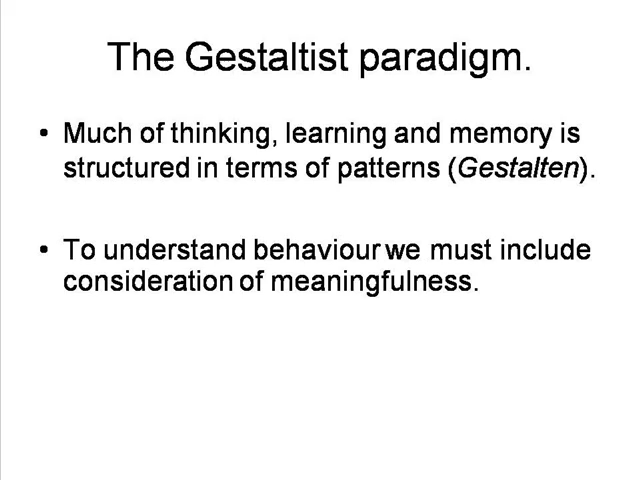 The Gestaltist paradigm.
• Much of thinking, learning and memory is
structured in terms of patterns (Gestalten).
• To understand behaviour we must include
consideration of meaningfulness.